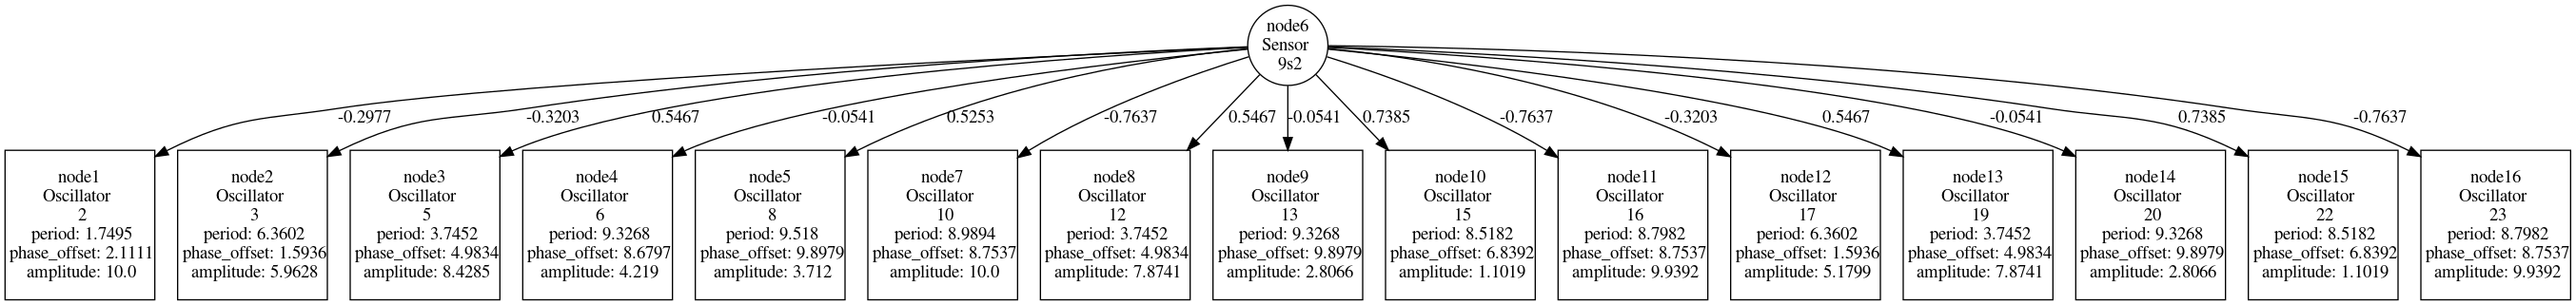 node6
Sensor
9s2
-0.2977
-0.3203
0.5467
-0.0541
0.5253
-0.7637
0.5467
-0.0541
0.7385
-0.7637
-0.3203
0.5467
-0.0541
0.7385
-0.7637
node1
Oscillator
2
period: 1.7495
phase_offset: 2.1111
amplitude: 10.0
node2
Oscillator
3
period: 6.3602
phase_offset: 1.5936
amplitude: 5.9628
node3
Oscillator
5
period: 3.7452
phase_offset: 4.9834
amplitude: 8.4285
node4
Oscillator
6
period: 9.3268
phase_offset: 8.6797
amplitude: 4.219
node5
Oscillator
8
period: 9.518
phase_offset: 9.8979
amplitude: 3.712
node7
Oscillator
10
period: 8.9894
phase_offset: 8.7537
amplitude: 10.0
node8
Oscillator
12
period: 3.7452
phase_offset: 4.9834
amplitude: 7.8741
node9
Oscillator
13
period: 9.3268
phase_offset: 9.8979
amplitude: 2.8066
node10
Oscillator
15
period: 8.5182
phase_offset: 6.8392
amplitude: 1.1019
node11
Oscillator
16
period: 8.7982
phase_offset: 8.7537
amplitude: 9.9392
node12
Oscillator
17
period: 6.3602
phase_offset: 1.5936
amplitude: 5.1799
node13
Oscillator
19
period: 3.7452
phase_offset: 4.9834
amplitude: 7.8741
node14
Oscillator
20
period: 9.3268
phase_offset: 9.8979
amplitude: 2.8066
node15
Oscillator
22
period: 8.5182
phase_offset: 6.8392
amplitude: 1.1019
node16
Oscillator
23
period: 8.7982
phase_offset: 8.7537
amplitude: 9.9392